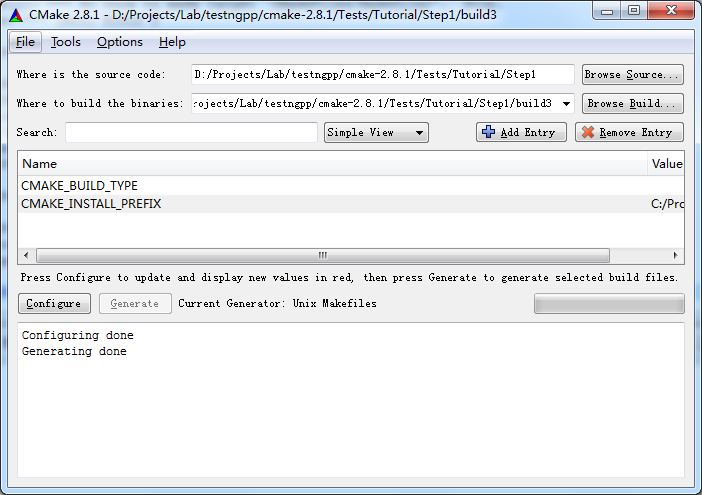 CMake 2.8.1 - D:/Projects/Lab/testngpp/cmake-2.8.1/Tests/Tutorial/Step1/build3
File Tools Options Help
Where is the source code: D:/Projects/Lab/testngpp/cmake-2.8.1/Tests/Tutorial/Step1 Browse Source...
Where to build the binaries: rojects/Lab/testngpp/cmake-2.8.1/Tests/Tutorial/Step1/build3 Browse Build...
Search: Simple View Add Entry Remove Entry
Name Value
CMAKE_BUILD_TYPE
CMAKE_INSTALL_PREFIX C:/Pro
Press Configure to update and display new values in red, then press Generate to generate selected build files.
Configure Generate Current Generator: Unix Makefiles
Configuring done
Generating done